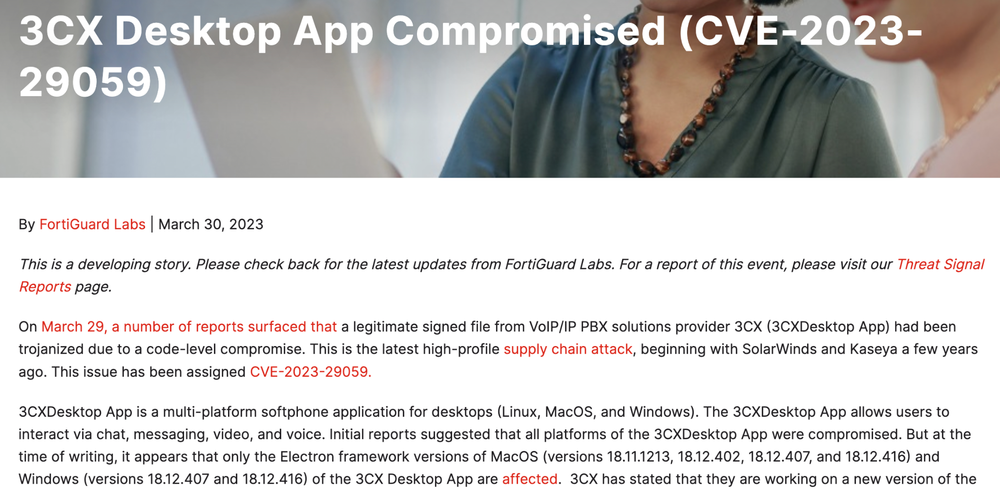 3CX Desktop App Compromised (CVE-2023-
29059)
By FortiGuard Labs | March 30, 2023
This is a developing story. Please check back for the latest updates from FortiGuard Labs. For a report of this event, please visit our Threat Signal
Reports page.
On March 29, a number of reports surfaced that a legitimate signed file from VoIP/IP PBX solutions provider 3CX (3CXDesktop App) had been
trojanized due to a code-level compromise. This is the latest high-profile supply chain attack, beginning with SolarWinds and Kaseya a few years
ago. This issue has been assigned CVE-2023-29059.
3CXDesktop App is a multi-platform softphone application for desktops (Linux, MacOS, and Windows). The 3CXDesktop App allows users to
interact via chat, messaging, video, and voice. Initial reports suggested that all platforms of the 3CXDesktop App were compromised. But at the
time of writing, it appears that only the Electron framework versions of MacOS (versions 18.11.1213, 18.12.402, 18.12.407, and 18.12.416) and
Windows (versions 18.12.407 and 18.12.416) of the 3CX Desktop App are affected.  3CX has stated that they are working on a new version of the